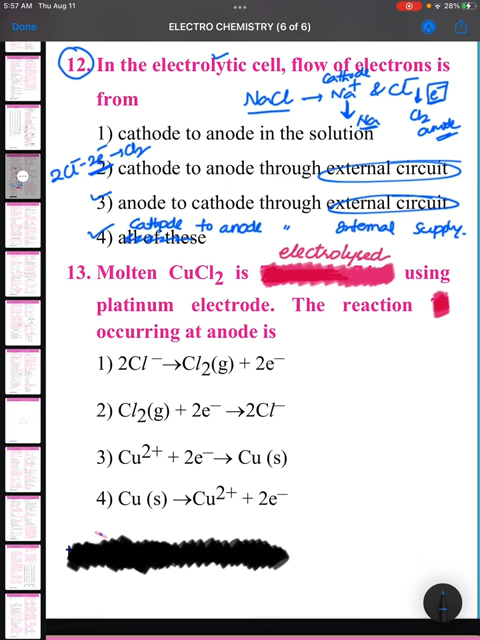 5:57 AM Thu Aug 11
28%
Done
ELECTRO CHEMISTRY (6 of 6)
12. In the electrolytic cell, flow of electrons is
from
Cathode
NaCl → Na+ & Cl- e-
Na
Cl2
anode
1) cathode to anode in the solution
2Cl- - 2e- → Cl2
2) cathode to anode through external circuit
3) anode to cathode through external circuit
Cathode to anode " internal supply.
4) all of these
electrolysed
13. Molten CuCl2 is using
platinum electrode. The reaction
occurring at anode is
1) 2Cl⁻→Cl2(g) + 2e⁻
2) Cl2(g) + 2e⁻ →2Cl⁻
3) Cu2+ + 2e⁻→ Cu (s)
4) Cu (s) →Cu2+ + 2e⁻